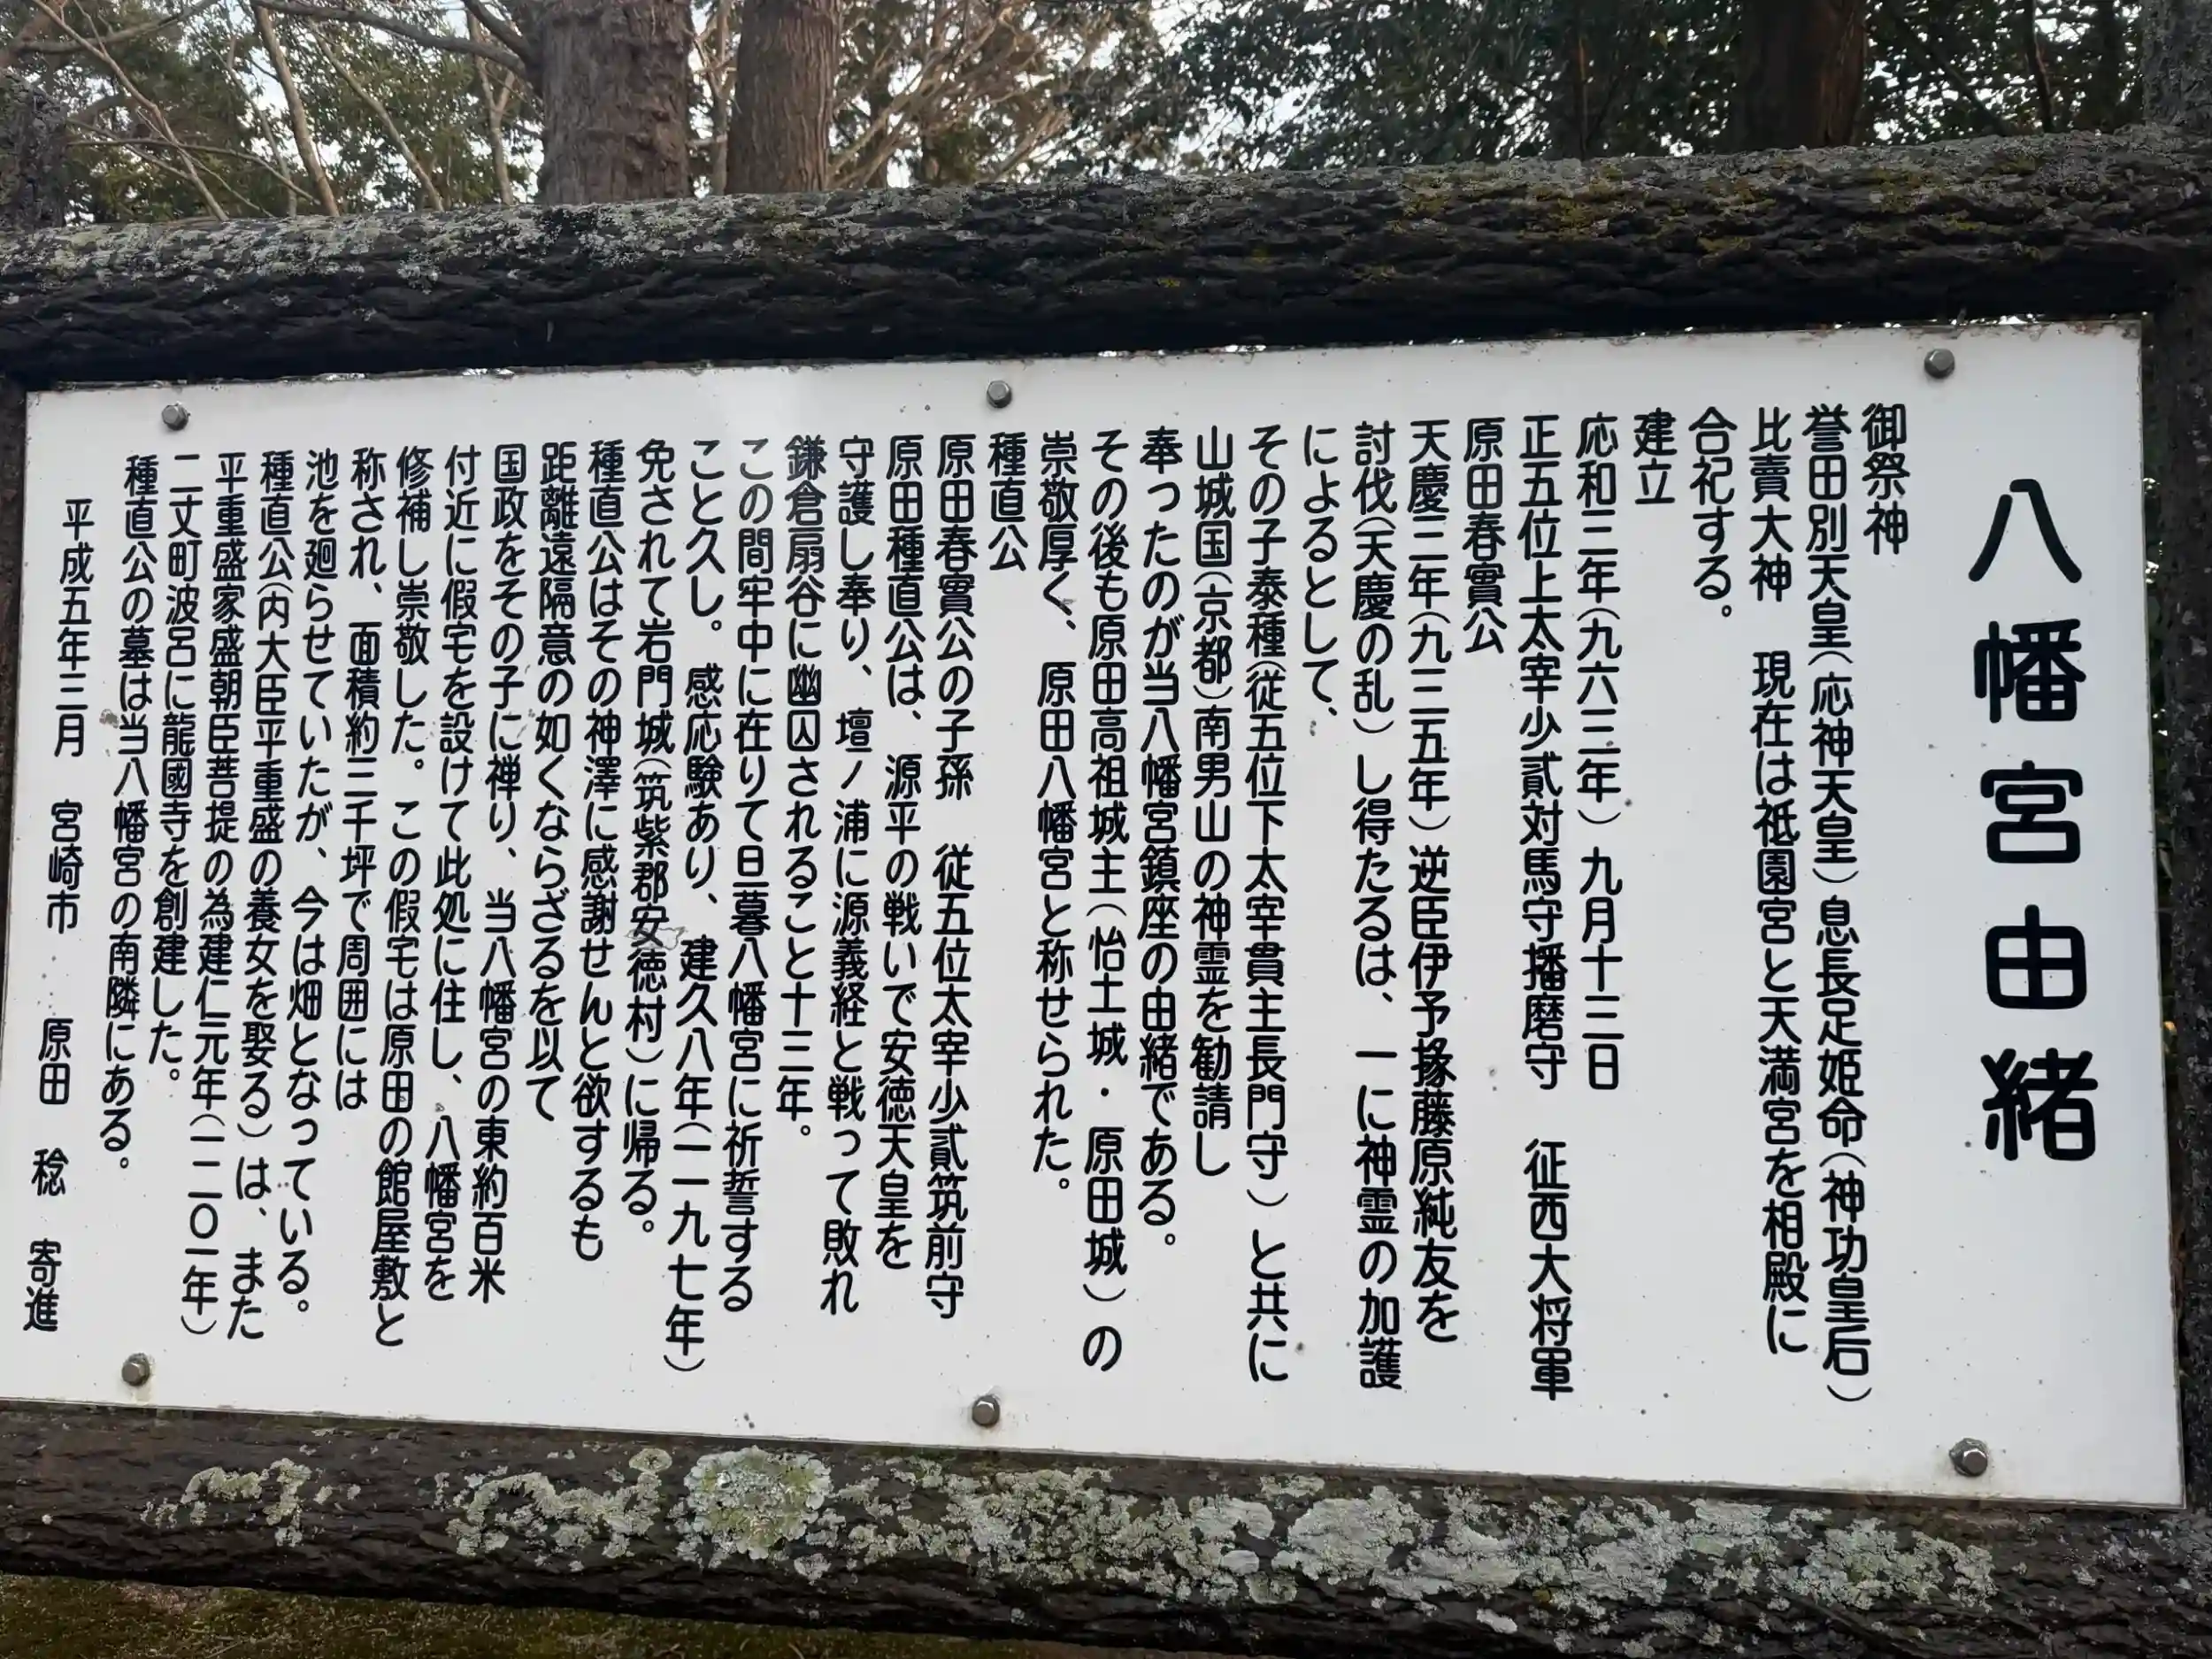 八幡宮由緒
御祭神
誉田別天皇(応神天皇)息長足姫命(神功皇后)
比賣大神　現在は祗園宮と天満宮を相殿に
合祀する。
建立
応和三年(九六三年)九月十三日
正五位上太宰少貳対馬守播磨守　征西大将軍
原田春實公
天慶三年(九三五年)逆臣伊予掾藤原純友を
討伐(天慶の乱)し得たるは、一に神霊の加護
によるとして、
その子泰種(従五位下太宰貫主長門守)と共に
山城国(京都)南男山の神霊を勧請し
奉ったのが当八幡宮鎮座の由緒である。
その後も原田高祖城主(怡土城・原田城)の
崇敬厚く、原田八幡宮と称せられた。
種直公
原田春實公の子孫　従五位太宰少貳筑前守
原田種直公は、源平の戦いで安徳天皇を
守護し奉り、壇ノ浦に源義経と戦って敗れ
鎌倉扇谷に幽囚されること十三年。
この間牢中に在りて旦暮八幡宮に祈誓する
こと久し。感応験あり、建久八年(一一九七年)
免されて岩門城(筑紫郡安徳村)に帰る。
種直公はその神澤に感謝せんと欲するも
距離遠隔意の如くならざるを以て
国政をその子に禅り、当八幡宮の東約百米
付近に假宅を設けて此処に住し、八幡宮を
修補し崇敬した。この假宅は原田の館屋敷と
称され、面積約三千坪で周囲には
池を廻らせていたが、今は畑となっている。
種直公(内大臣平重盛の養女を娶る)は、また
平重盛家盛朝臣菩提の為建仁元年(一二〇一年)
二丈町波呂に龍國寺を創建した。
種直公の墓は当八幡宮の南隣にある。
平成五年三月　宮崎市　原田　稔　寄進